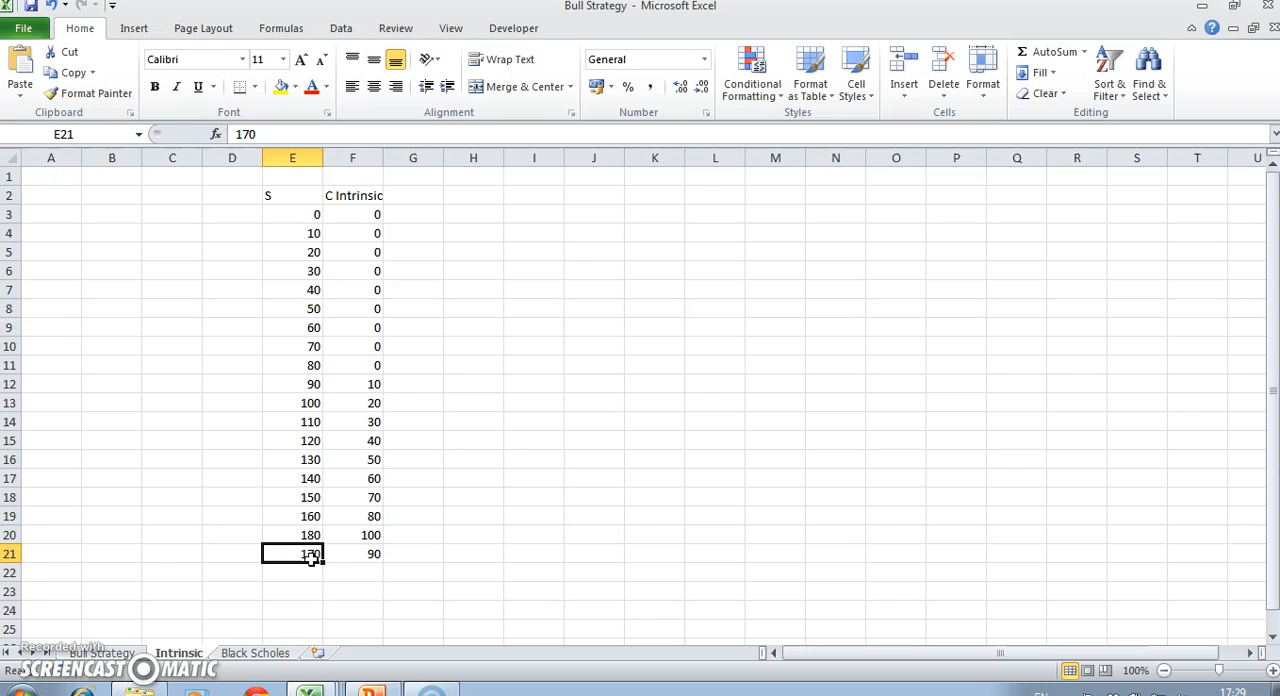 Bull Strategy - Microsoft Excel
File Home Insert Page Layout Formulas Data Review View Developer
Paste Cut Copy Format Painter Clipboard
Calibri 11 A A B I U A Font
Wrap Text Merge & Center Alignment
General % , Number
Conditional Formatting Format as Table Cell Styles Styles
Insert Delete Format Cells
Σ AutoSum Fill Clear Sort & Filter Find & Select Editing
E21 fx 170
A B C D E F G H I J K L M N O P Q R S T U
1
2 S C Intrinsic
3 0 0
4 10 0
5 20 0
6 30 0
7 40 0
8 50 0
9 60 0
10 70 0
11 80 0
12 90 10
13 100 20
14 110 30
15 120 40
16 130 50
17 140 60
18 150 70
19 160 80
20 180 100
21 170 90
22
23
24
25
Recorded with
Bull Strategy Intrinsic Black Scholes
SCREENCAST-O-MATIC
100%
17:29